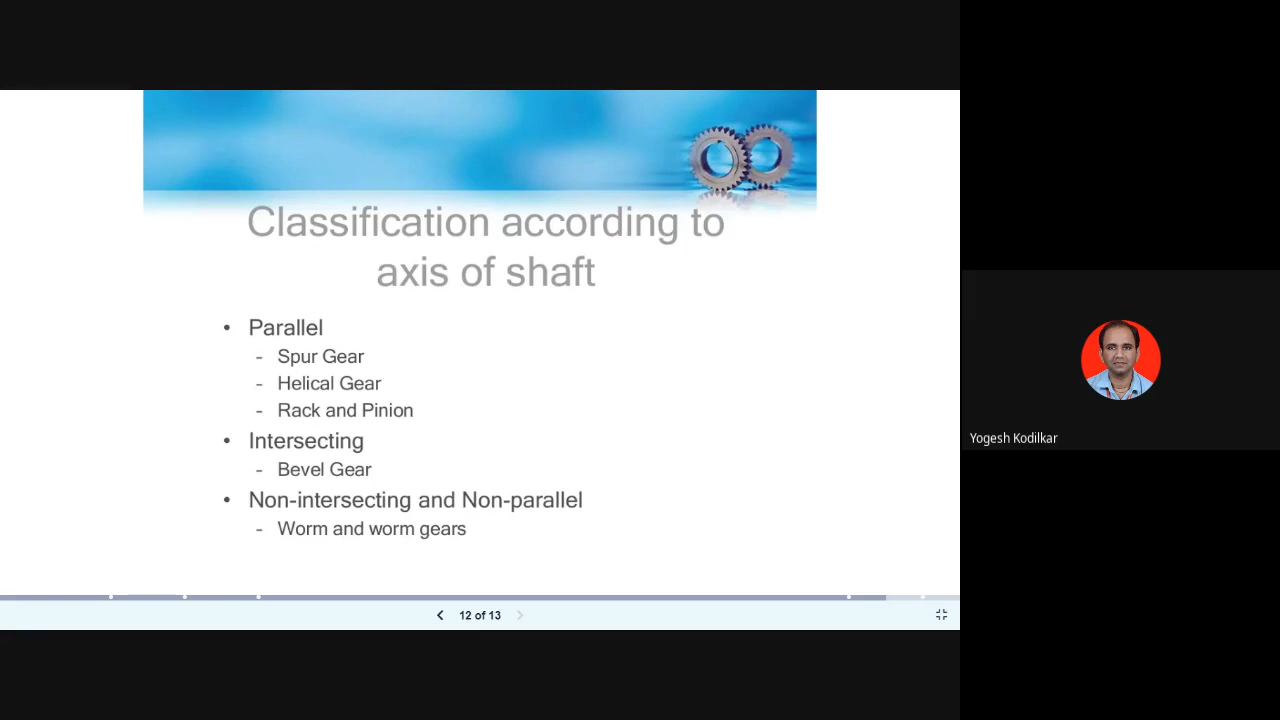 Classification according to
axis of shaft
• Parallel
- Spur Gear
- Helical Gear
- Rack and Pinion
• Intersecting
- Bevel Gear
• Non-intersecting and Non-parallel
- Worm and worm gears
12 of 13
Yogesh Kodilkar